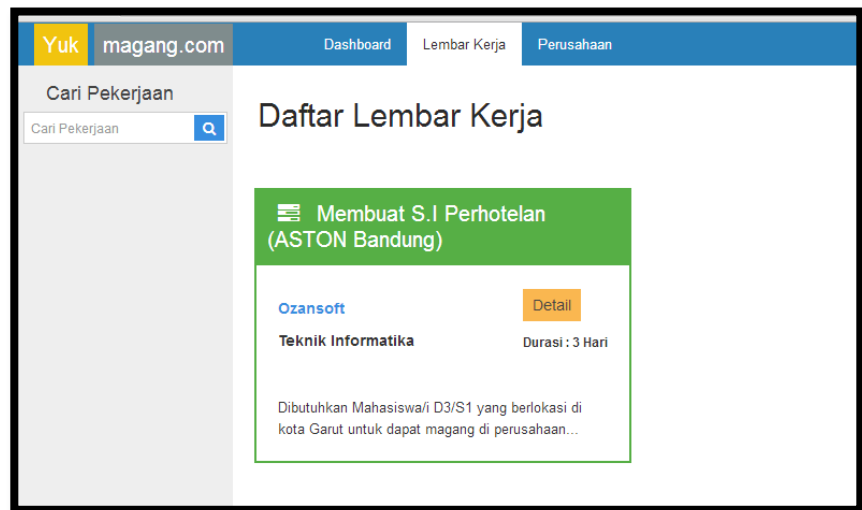 Yuk magang.com Dashboard Lembar Kerja Perusahaan
Cari Pekerjaan
Cari Pekerjaan
Daftar Lembar Kerja
Membuat S.I Perhotelan
(ASTON Bandung)
Ozansoft Detail
Teknik Informatika Durasi : 3 Hari
Dibutuhkan Mahasiswa/i D3/S1 yang berlokasi di
kota Garut untuk dapat magang di perusahaan...